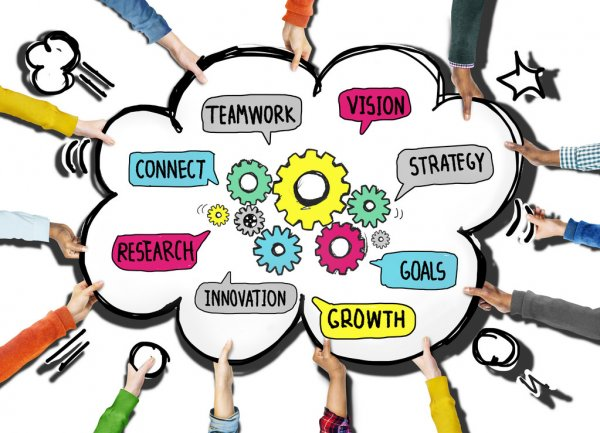 TEAMWORK
VISION
CONNECT
STRATEGY
RESEARCH
GOALS
INNOVATION
GROWTH